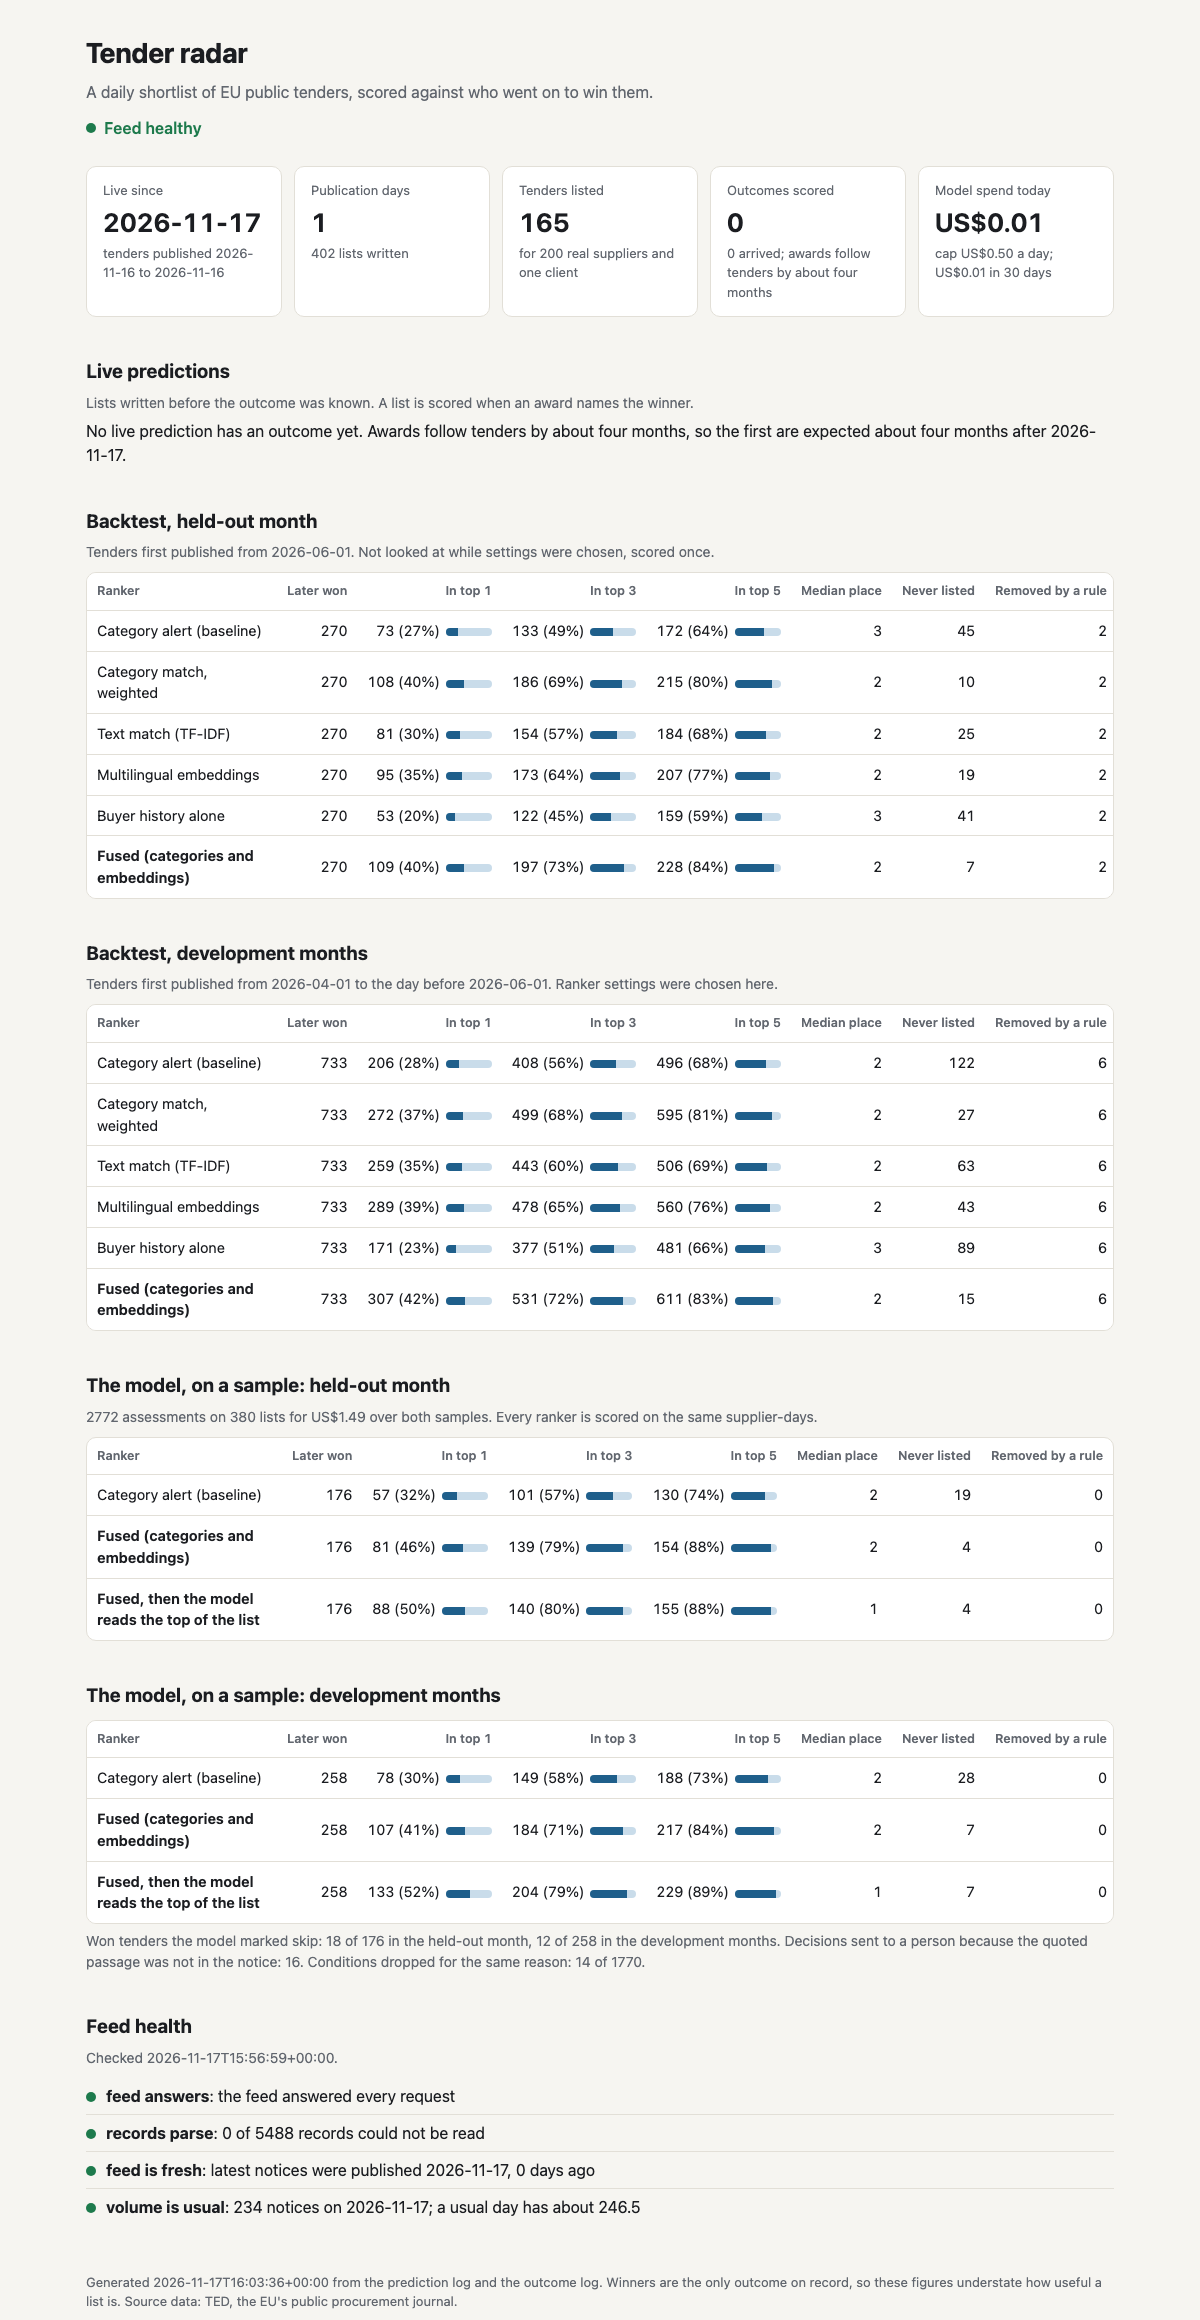 Tender radar
A daily shortlist of EU public tenders, scored against who went on to win them.
Feed healthy
Live since
2026-11-17
tenders published 2026-
11-16 to 2026-11-16
Publication days
1
402 lists written
Tenders listed
165
for 200 real suppliers and
one client
Outcomes scored
0
0 arrived; awards follow
tenders by about four
months
Model spend today
US$0.01
cap US$0.50 a day;
US$0.01 in 30 days
Live predictions
Lists written before the outcome was known. A list is scored when an award names the winner.
No live prediction has an outcome yet. Awards follow tenders by about four months, so the first are expected about four months after 2026-
11-17.
Backtest, held-out month
Tenders first published from 2026-06-01. Not looked at while settings were chosen, scored once.
Ranker Later won In top 1 In top 3 In top 5 Median place Never listed Removed by a rule
Category alert (baseline) 270 73 (27%) 133 (49%) 172 (64%) 3 45 2
Category match,
weighted 270 108 (40%) 186 (69%) 215 (80%) 2 10 2
Text match (TF-IDF) 270 81 (30%) 154 (57%) 184 (68%) 2 25 2
Multilingual embeddings 270 95 (35%) 173 (64%) 207 (77%) 2 19 2
Buyer history alone 270 53 (20%) 122 (45%) 159 (59%) 3 41 2
Fused (categories and
embeddings) 270 109 (40%) 197 (73%) 228 (84%) 2 7 2
Backtest, development months
Tenders first published from 2026-04-01 to the day before 2026-06-01. Ranker settings were chosen here.
Ranker Later won In top 1 In top 3 In top 5 Median place Never listed Removed by a rule
Category alert (baseline) 733 206 (28%) 408 (56%) 496 (68%) 2 122 6
Category match,
weighted 733 272 (37%) 499 (68%) 595 (81%) 2 27 6
Text match (TF-IDF) 733 259 (35%) 443 (60%) 506 (69%) 2 63 6
Multilingual embeddings 733 289 (39%) 478 (65%) 560 (76%) 2 43 6
Buyer history alone 733 171 (23%) 377 (51%) 481 (66%) 3 89 6
Fused (categories and
embeddings) 733 307 (42%) 531 (72%) 611 (83%) 2 15 6
The model, on a sample: held-out month
2772 assessments on 380 lists for US$1.49 over both samples. Every ranker is scored on the same supplier-days.
Ranker Later won In top 1 In top 3 In top 5 Median place Never listed Removed by a rule
Category alert (baseline) 176 57 (32%) 101 (57%) 130 (74%) 2 19 0
Fused (categories and
embeddings) 176 81 (46%) 139 (79%) 154 (88%) 2 4 0
Fused, then the model
reads the top of the list 176 88 (50%) 140 (80%) 155 (88%) 1 4 0
The model, on a sample: development months
Ranker Later won In top 1 In top 3 In top 5 Median place Never listed Removed by a rule
Category alert (baseline) 258 78 (30%) 149 (58%) 188 (73%) 2 28 0
Fused (categories and
embeddings) 258 107 (41%) 184 (71%) 217 (84%) 2 7 0
Fused, then the model
reads the top of the list 258 133 (52%) 204 (79%) 229 (89%) 1 7 0
Won tenders the model marked skip: 18 of 176 in the held-out month, 12 of 258 in the development months. Decisions sent to a person because the quoted
passage was not in the notice: 16. Conditions dropped for the same reason: 14 of 1770.
Feed health
Checked 2026-11-17T15:56:59+00:00.
feed answers: the feed answered every request
records parse: 0 of 5488 records could not be read
feed is fresh: latest notices were published 2026-11-17, 0 days ago
volume is usual: 234 notices on 2026-11-17; a usual day has about 246.5
Generated 2026-11-17T16:03:36+00:00 from the prediction log and the outcome log. Winners are the only outcome on record, so these figures understate how useful a
list is. Source data: TED, the EU's public procurement journal.